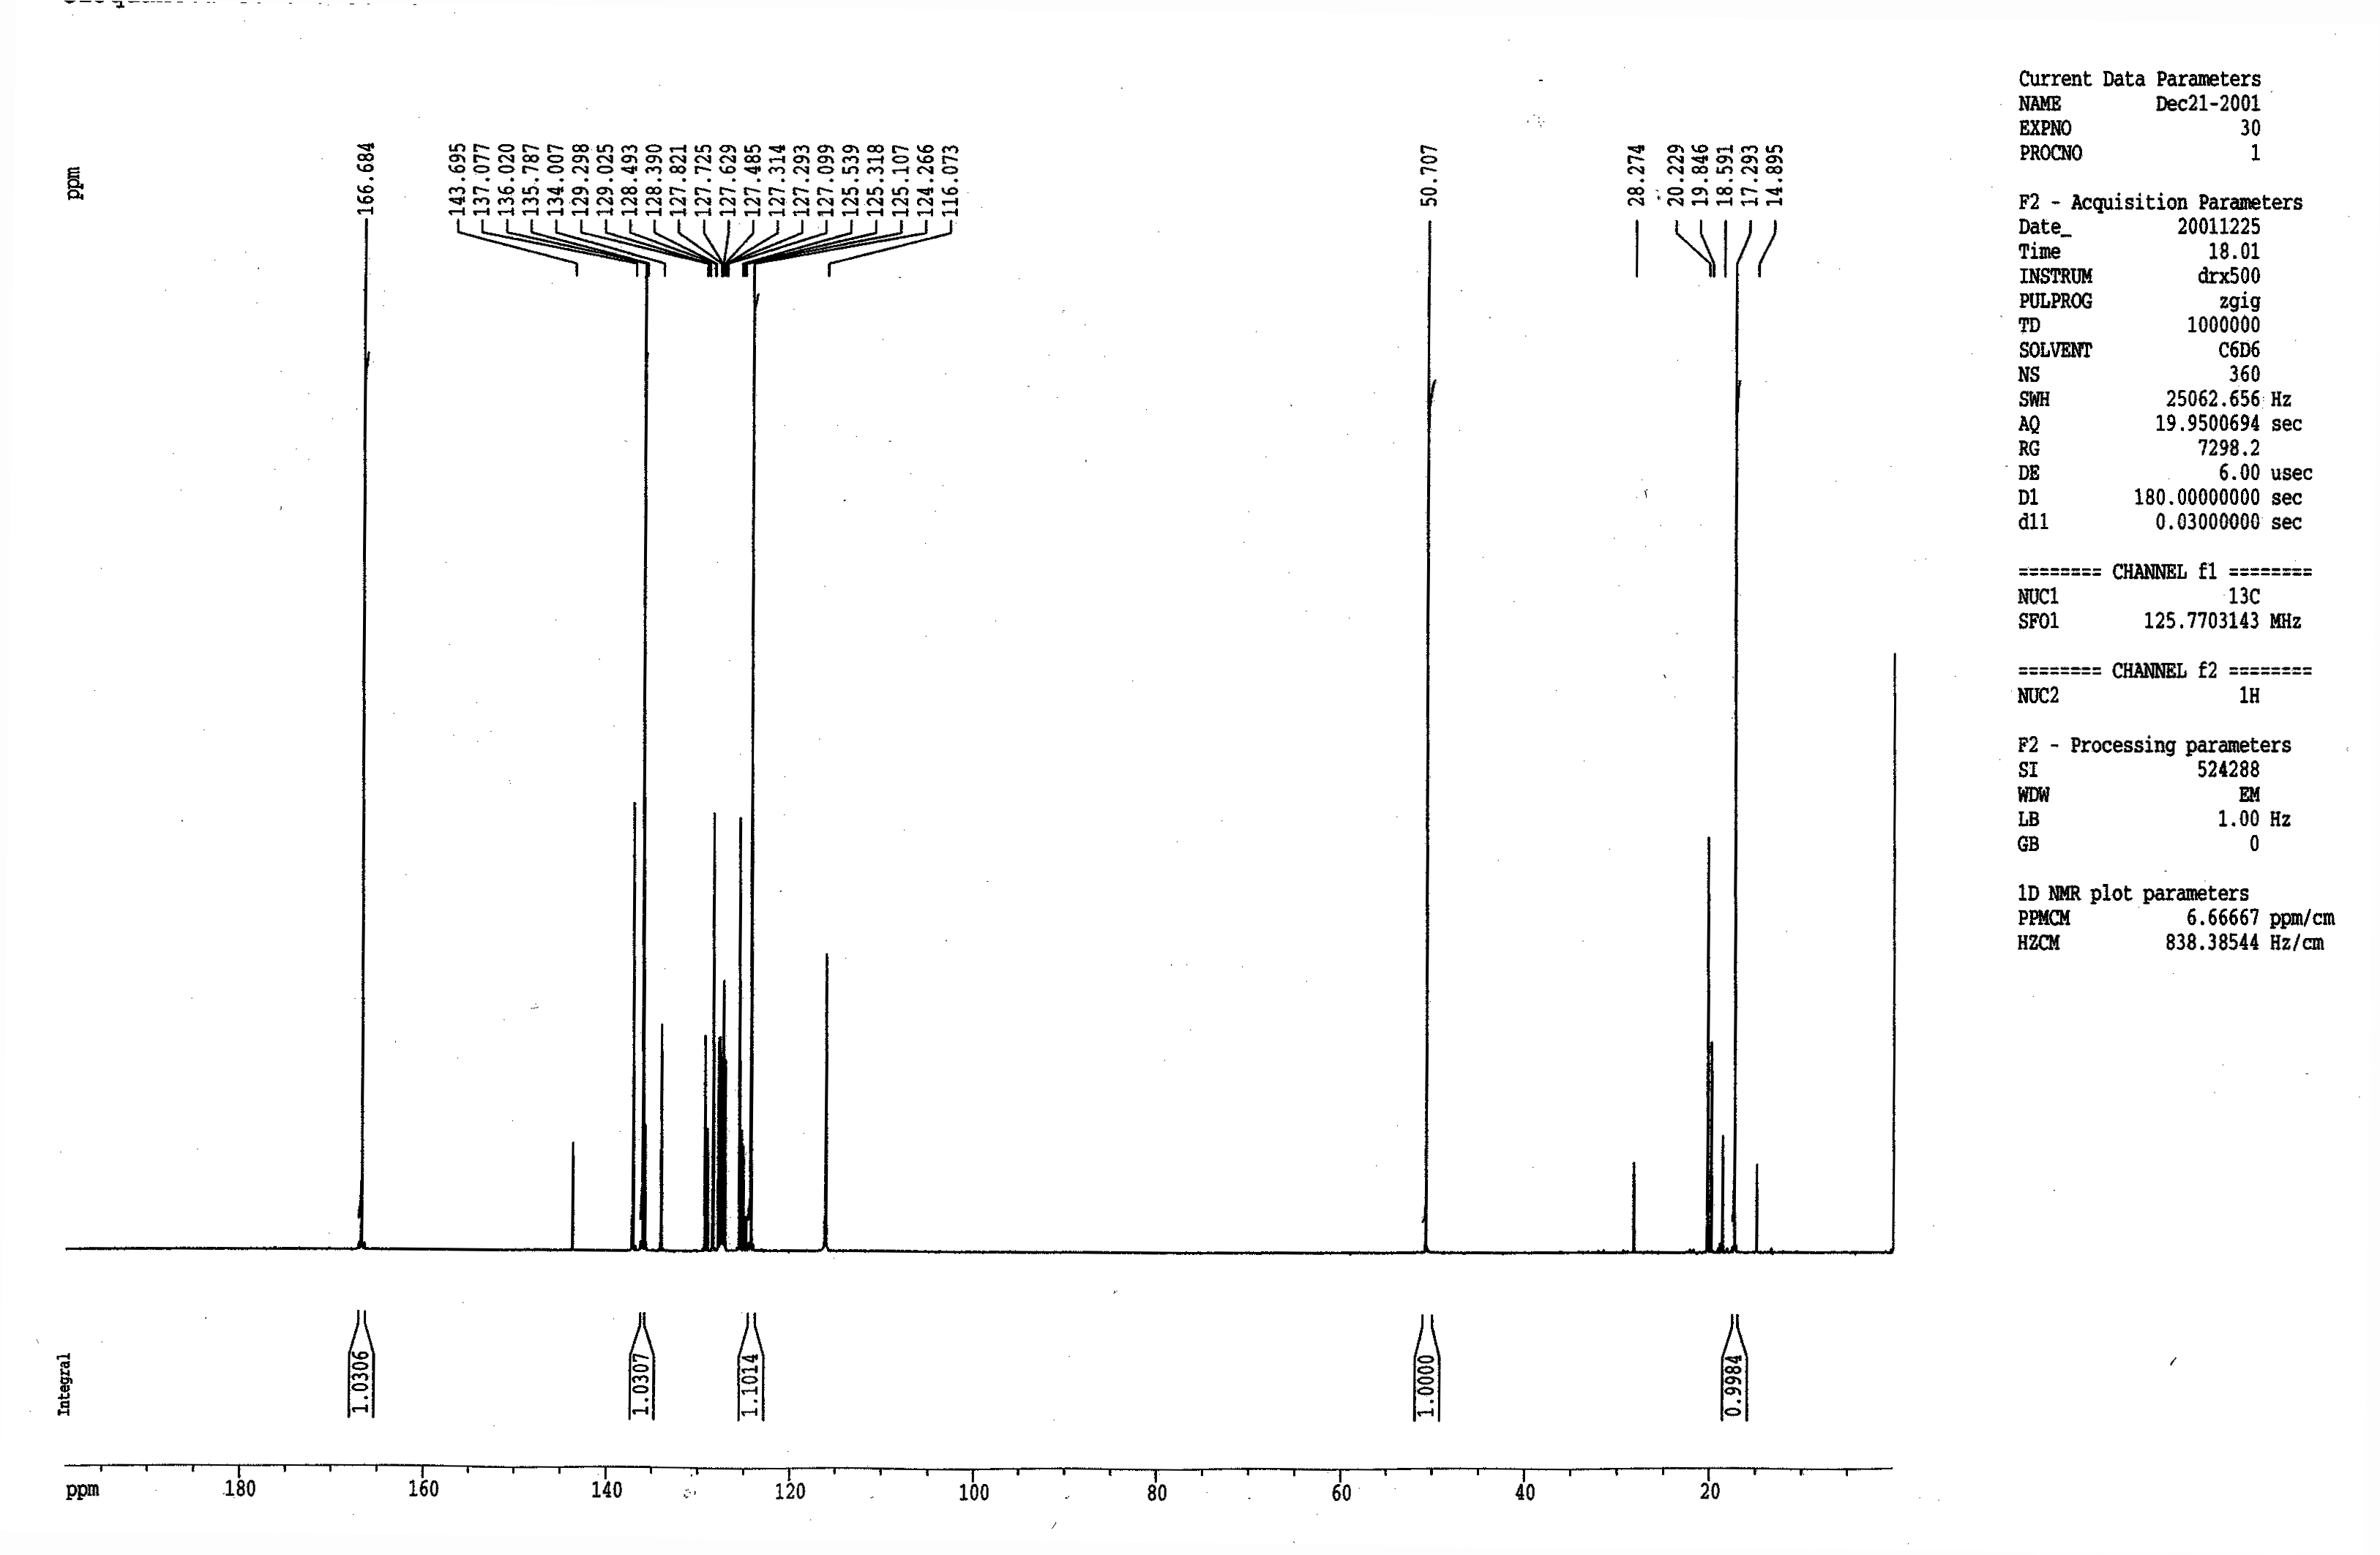 ppm
166.684
143.695
137.077
136.020
135.787
134.007
129.298
129.025
128.493
128.390
127.821
127.725
127.629
127.485
127.314
127.293
127.099
125.539
125.318
125.107
124.266
116.073
50.707
28.274
20.229
19.846
18.591
17.293
14.895
Current Data Parameters
NAME Dec21-2001
EXPNO 30
PROCNO 1
F2 - Acquisition Parameters
Date_ 20011225
Time 18.01
INSTRUM drx500
PULPROG zgig
TD 1000000
SOLVENT C6D6
NS 360
SWH 25062.656 Hz
AQ 19.9500694 sec
RG 7298.2
DE 6.00 usec
D1 180.00000000 sec
d11 0.03000000 sec
======== CHANNEL f1 ========
NUC1 13C
SFO1 125.7703143 MHz
======== CHANNEL f2 ========
NUC2 1H
F2 - Processing parameters
SI 524288
WDW EM
LB 1.00 Hz
GB 0
1D NMR plot parameters
PPMCM 6.66667 ppm/cm
HZCM 838.38544 Hz/cm
Integral
1.0306
1.0307
1.1014
1.0000
0.9984
ppm 180 160 140 120 100 80 60 40 20